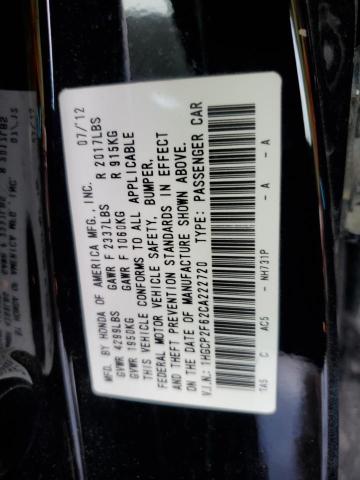 MFD. BY HONDA OF AMERICA MFG., INC. 07/12
GVWR 4299LBS GAWR F 2337LBS R 2017LBS
GVWR 1950KG GAWR F 1060KG R 915KG
THIS VEHICLE CONFORMS TO ALL APPLICABLE
FEDERAL MOTOR VEHICLE SAFETY, BUMPER,
AND THEFT PREVENTION STANDARDS IN EFFECT
ON THE DATE OF MANUFACTURE SHOWN ABOVE.
V.I.N.: 1HGCP2F62CA222720 TYPE: PASSENGER CAR
TA5 C AC5 - NH731P - A - A